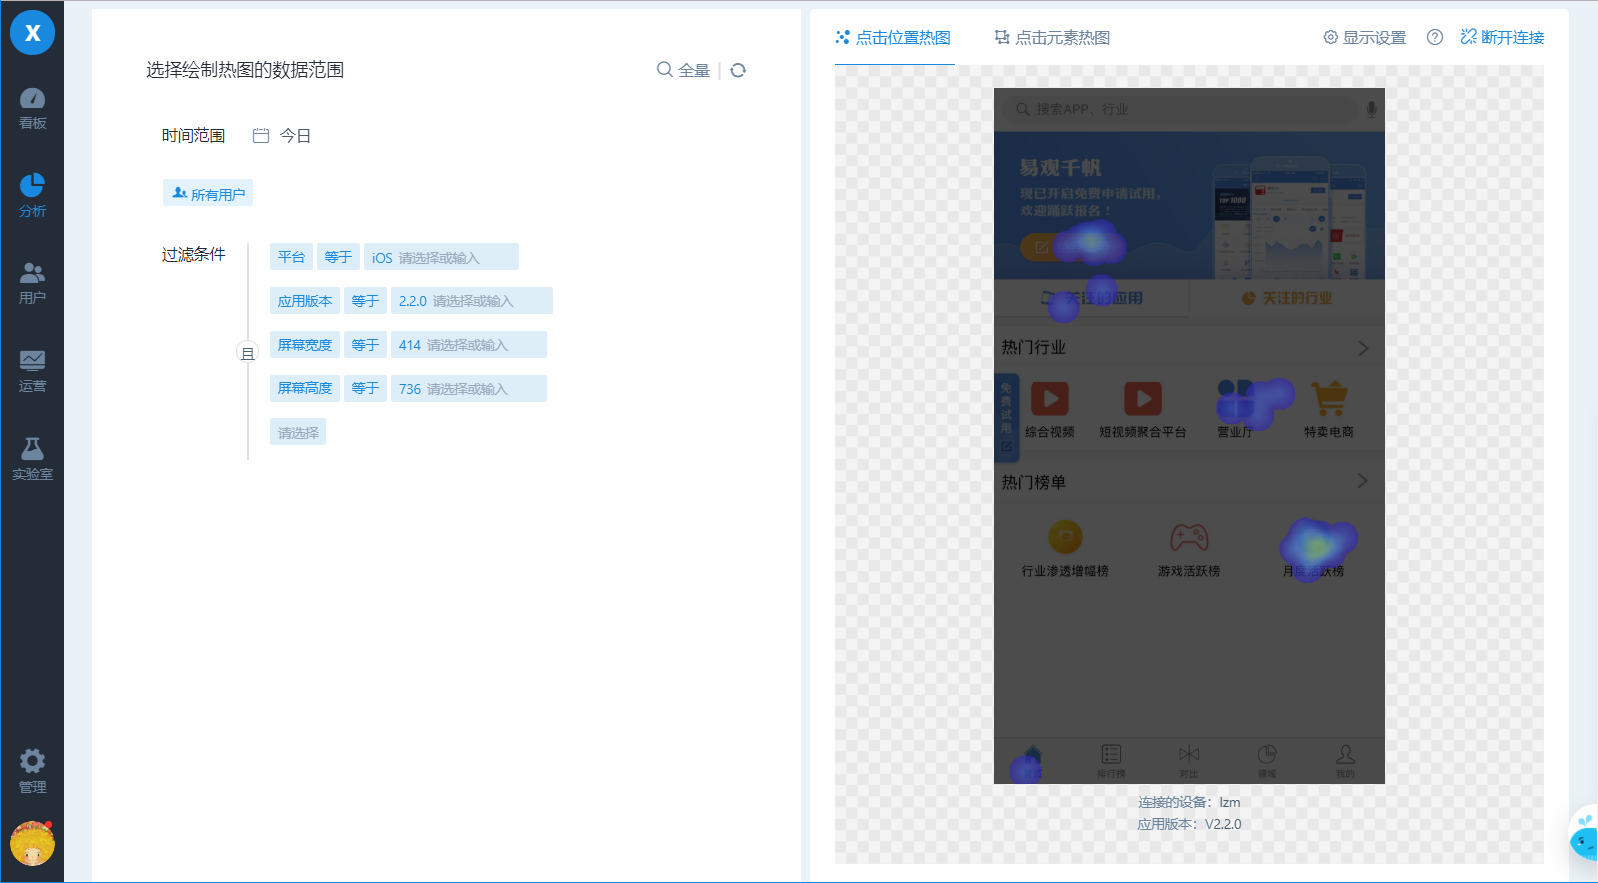 X
看板
分析
用户
运营
实验室
管理
选择绘制热图的数据范围
全量
时间范围 今日
所有用户
过滤条件
且
平台 等于 iOS 请选择或输入
应用版本 等于 2.2.0 请选择或输入
屏幕宽度 等于 414 请选择或输入
屏幕高度 等于 736 请选择或输入
请选择
点击位置热图 点击元素热图 显示设置 断开连接
搜索APP、行业
易观千帆
现已开启免费申请试用，
欢迎踊跃报名！
TOP 1000
关注的应用 关注的行业
热门行业
免费试用
综合视频 短视频聚合平台 营业厅 特卖电商
热门榜单
行业渗透增幅榜 游戏活跃榜 月度活跃榜
排行榜 对比 领域 我的
连接的设备：lzm
应用版本：V2.2.0